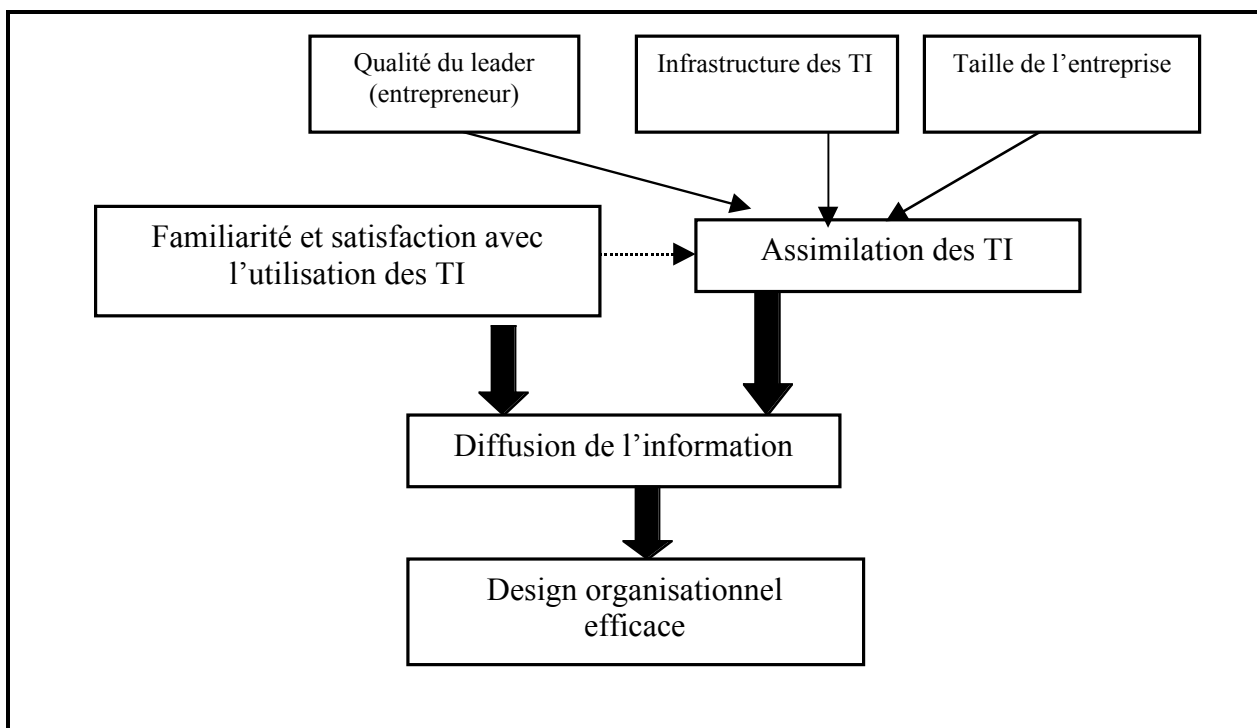 Qualité du leader
(entrepreneur)
Infrastructure des TI
Taille de l’entreprise
Familiarité et satisfaction avec
l’utilisation des TI
Assimilation des TI
Diffusion de l’information
Design organisationnel
efficace